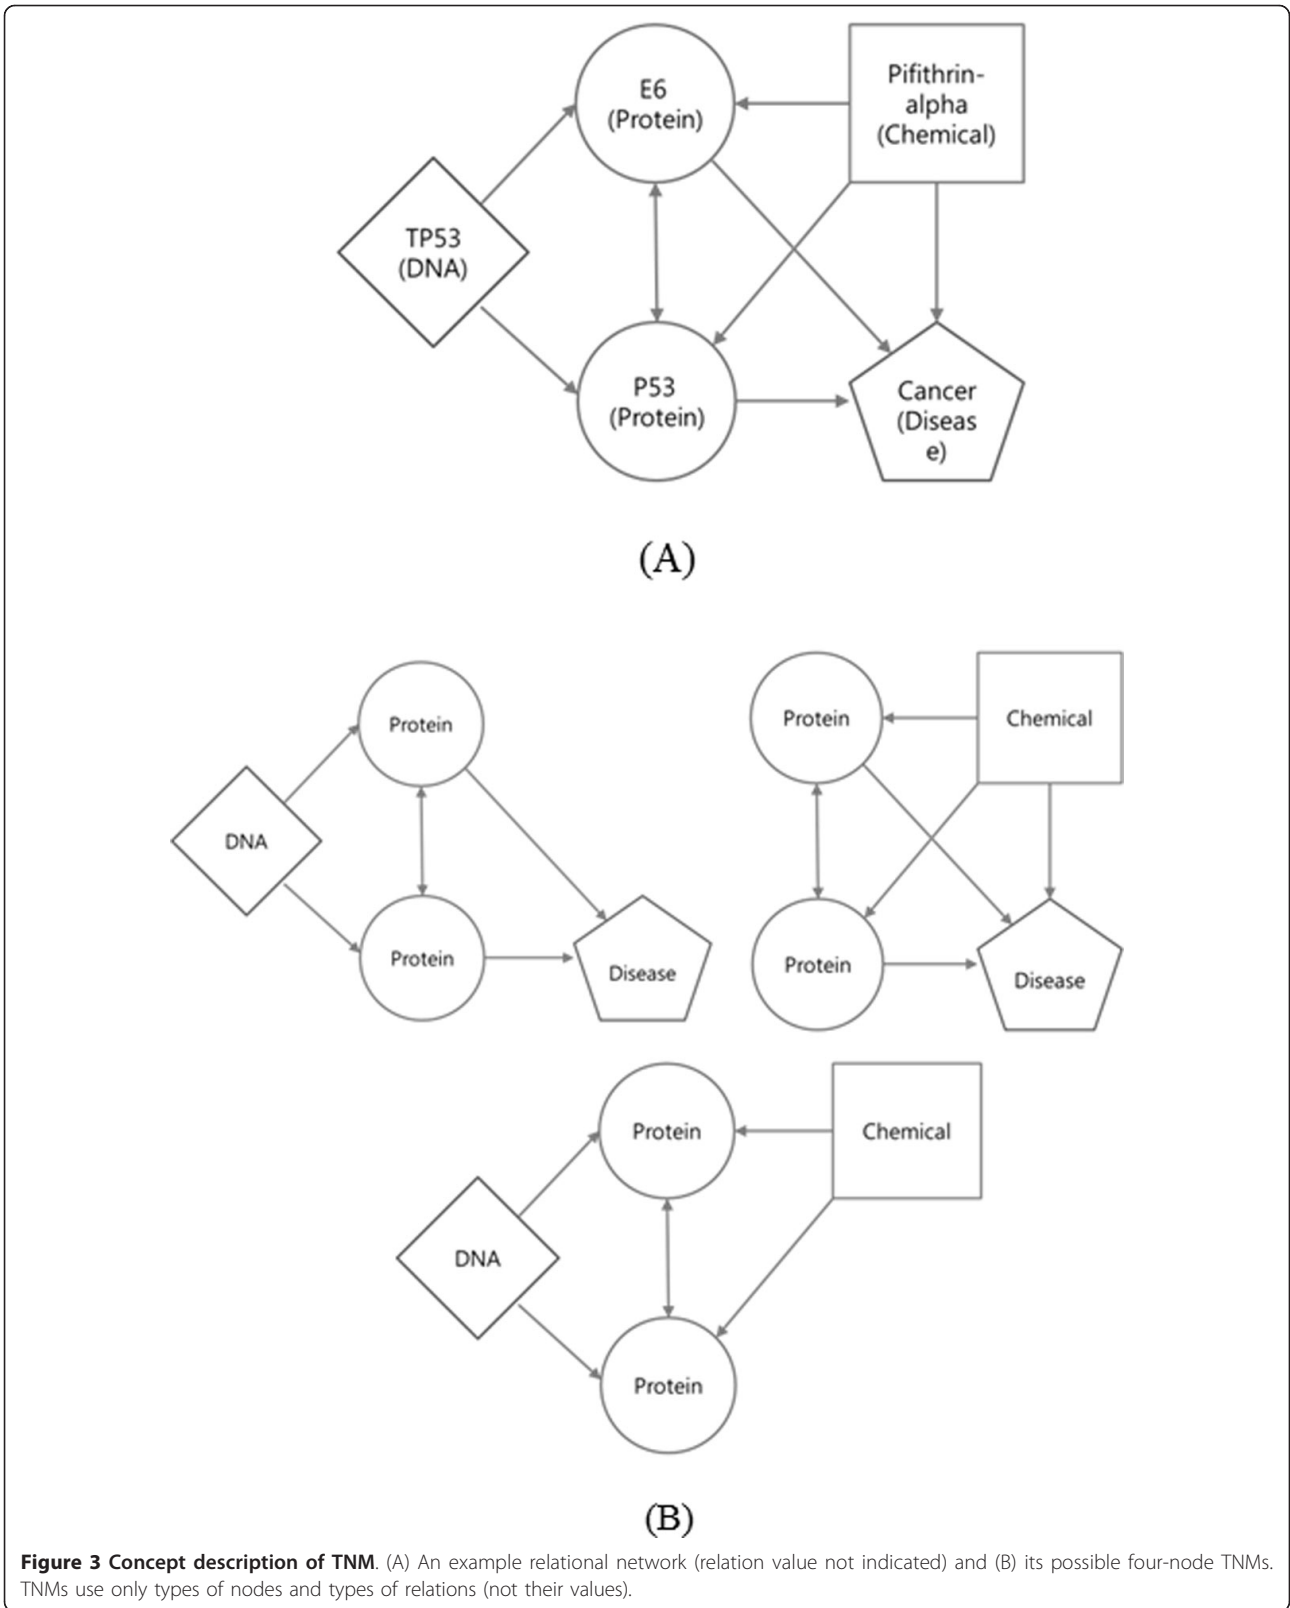 E6
(Protein)
Pifithrin-
alpha
(Chemical)
TP53
(DNA)
P53
(Protein)
Cancer
(Diseas
e)
(A)
Protein
DNA
Protein
Disease
Protein
Chemical
Protein
Disease
Protein
Chemical
DNA
Protein
(B)
Figure 3 Concept description of TNM. (A) An example relational network (relation value not indicated) and (B) its possible four-node TNMs.
TNMs use only types of nodes and types of relations (not their values).